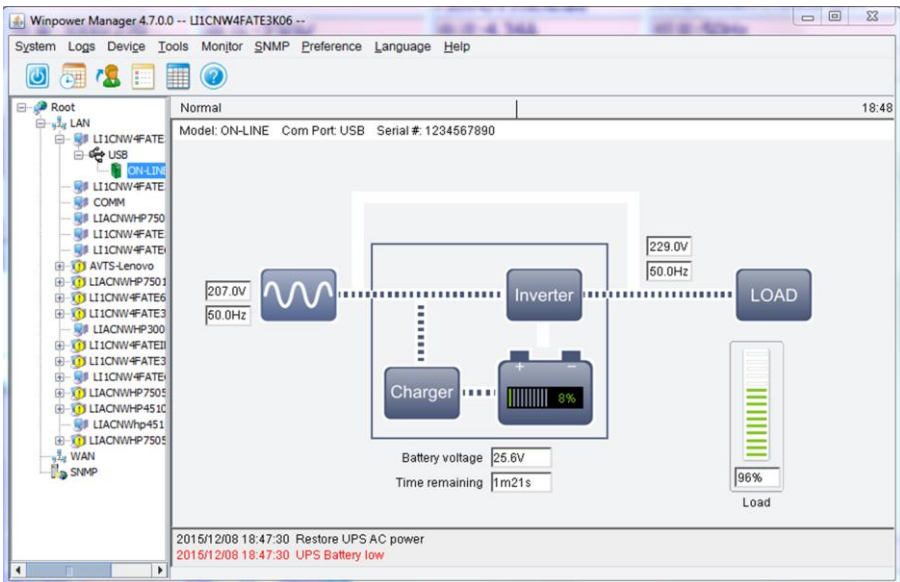 Winpower Manager 4.7.0.0 -- LI1CNW4FATE3K06 --
System Logs Device Tools Monitor SNMP Preference Language Help
Root
LAN
LI1CNW4FATE
USB
ON-LINE
LI1CNW4FATE
COMM
LIACNWHP750
LI1CNW4FATE
LI1CNW4FATE
AVTS-Lenovo
LIACNWHP7501
LI1CNW4FATE6
LI1CNW4FATE3
LIACNWHP300
LI1CNW4FATEI
LI1CNW4FATE3
LI1CNW4FATE
LIACNWHP7505
LIACNWHP4510
LIACNWhp451
LIACNWHP7505
WAN
SNMP
Normal 18:48
Model: ON-LINE Com Port: USB Serial #: 1234567890
207.0V
50.0Hz
Inverter
229.0V
50.0Hz
LOAD
Charger
+ −
8%
Battery voltage 25.6V
Time remaining 1m21s
96%
Load
2015/12/08 18:47:30 Restore UPS AC power
2015/12/08 18:47:30 UPS Battery low